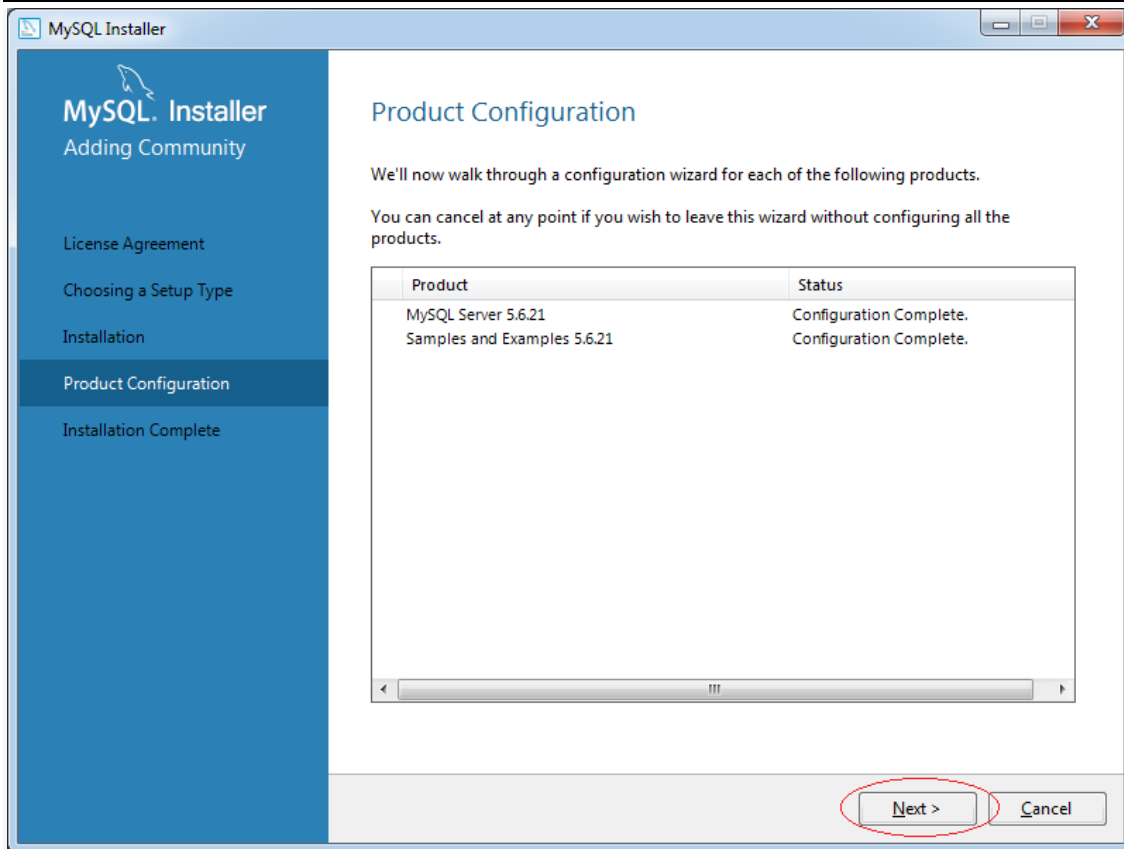 MySQL Installer
MySQL. Installer
Adding Community
License Agreement
Choosing a Setup Type
Installation
Product Configuration
Installation Complete
Product Configuration
We'll now walk through a configuration wizard for each of the following products.
You can cancel at any point if you wish to leave this wizard without configuring all the
products.
Product Status
MySQL Server 5.6.21 Configuration Complete.
Samples and Examples 5.6.21 Configuration Complete.
Next > Cancel